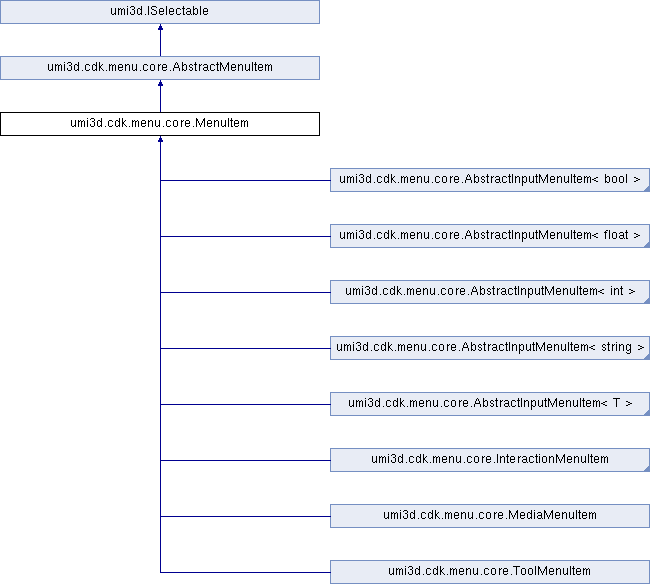 umi3d.ISelectable
umi3d.cdk.menu.core.AbstractMenuItem
umi3d.cdk.menu.core.MenuItem
umi3d.cdk.menu.core.AbstractInputMenuItem< bool >
umi3d.cdk.menu.core.AbstractInputMenuItem< float >
umi3d.cdk.menu.core.AbstractInputMenuItem< int >
umi3d.cdk.menu.core.AbstractInputMenuItem< string >
umi3d.cdk.menu.core.AbstractInputMenuItem< T >
umi3d.cdk.menu.core.InteractionMenuItem
umi3d.cdk.menu.core.MediaMenuItem
umi3d.cdk.menu.core.ToolMenuItem